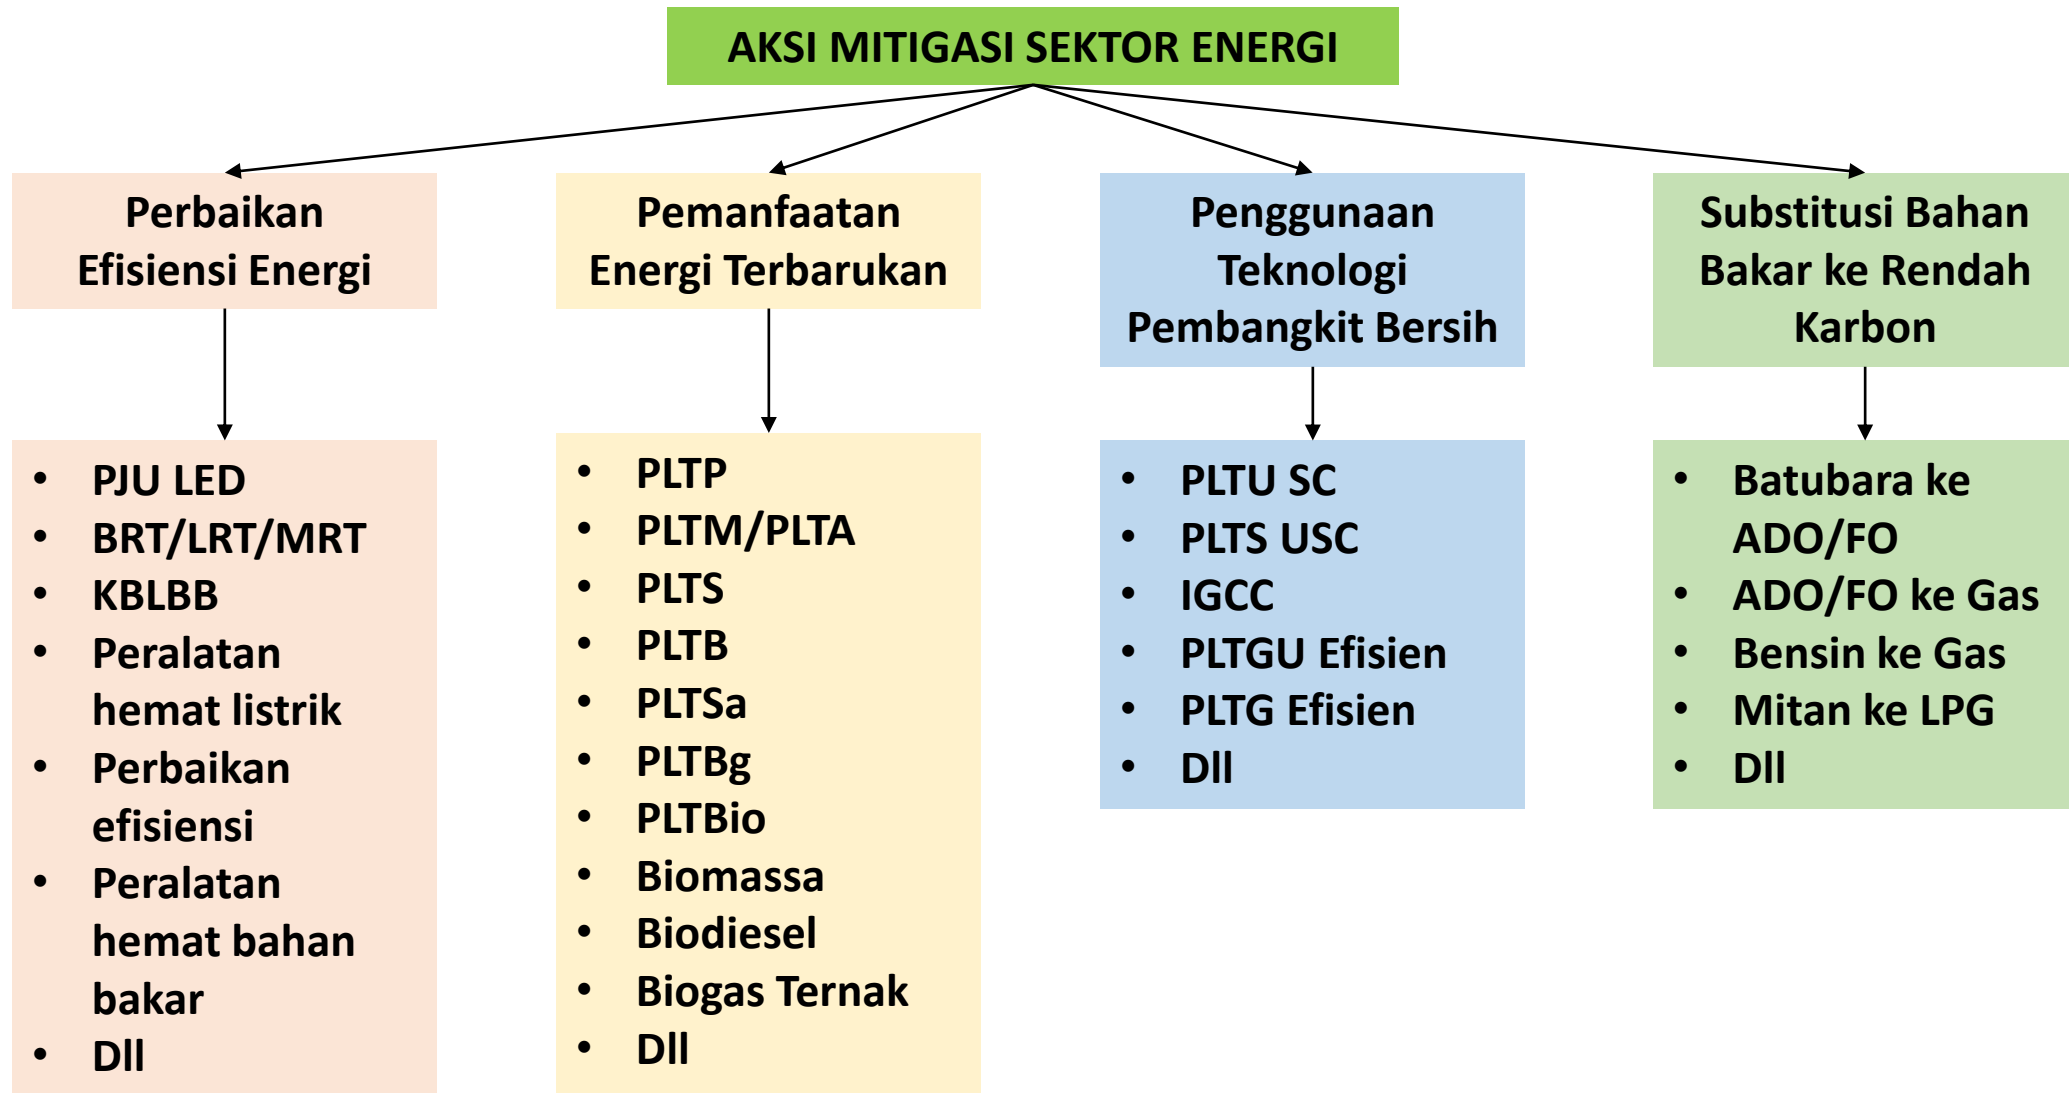 AKSI MITIGASI SEKTOR ENERGI
Perbaikan
Efisiensi Energi
• PJU LED
• BRT/LRT/MRT
• KBLBB
• Peralatan
hemat listrik
• Perbaikan
efisiensi
• Peralatan
hemat bahan
bakar
• Dll
Pemanfaatan
Energi Terbarukan
• PLTP
• PLTM/PLTA
• PLTS
• PLTB
• PLTSa
• PLTBg
• PLTBio
• Biomassa
• Biodiesel
• Biogas Ternak
• Dll
Penggunaan
Teknologi
Pembangkit Bersih
• PLTU SC
• PLTS USC
• IGCC
• PLTGU Efisien
• PLTG Efisien
• Dll
Substitusi Bahan
Bakar ke Rendah
Karbon
• Batubara ke
ADO/FO
• ADO/FO ke Gas
• Bensin ke Gas
• Mitan ke LPG
• Dll